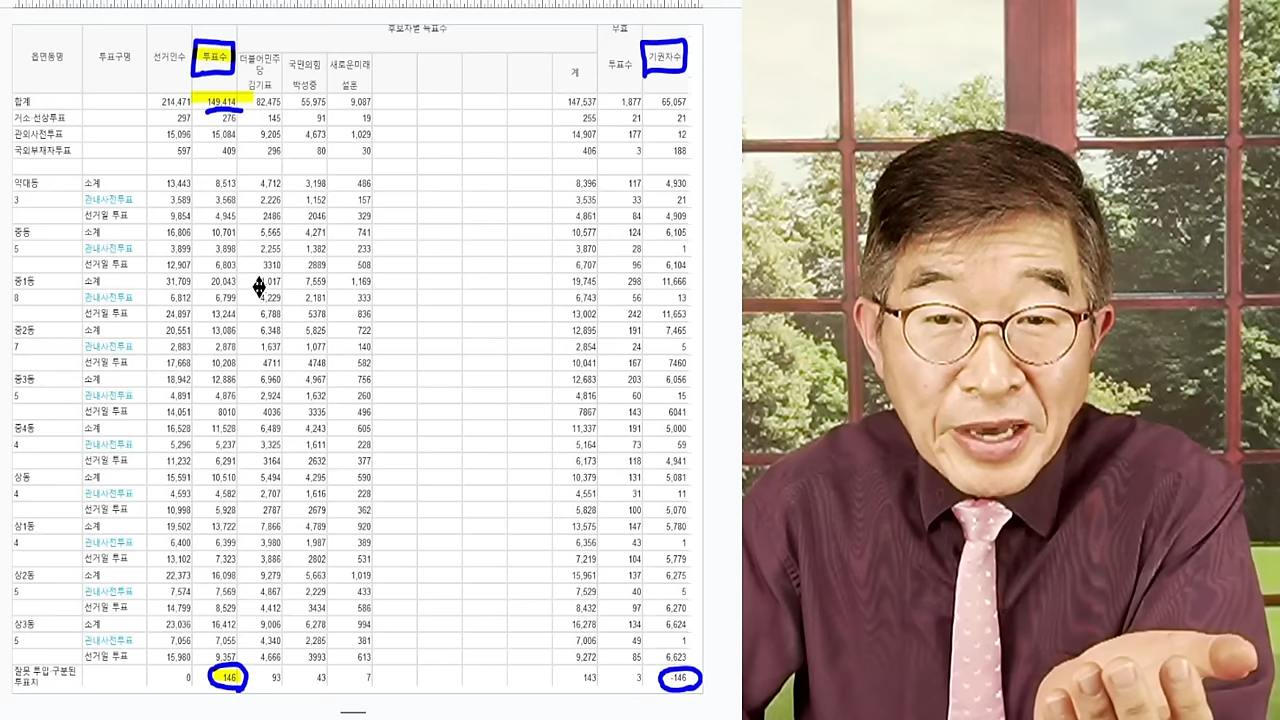 후보자별 득표수 무효
읍면동명 투표구명 선거인수 투표수 더불어민주당 김기표 국민의힘 박성중 새로운미래 설훈 계 투표수 기권자수
합계 214,471 149,414 82,475 55,975 9,087 147,537 1,877 65,057
거소·선상투표 297 276 145 91 19 255 21 21
관외사전투표 15,096 15,084 9,205 4,673 1,029 14,907 177 12
국외부재자투표 597 409 296 80 30 406 3 188
약대동 소계 13,443 8,513 4,712 3,198 486 8,396 117 4,930
3 관내사전투표 3,589 3,568 2,226 1,152 157 3,535 33 21
선거일 투표 9,854 4,945 2486 2046 329 4,861 84 4,909
중동 소계 16,806 10,701 5,565 4,271 741 10,577 124 6,105
5 관내사전투표 3,899 3,898 2,255 1,382 233 3,870 28 1
선거일 투표 12,907 6,803 3310 2889 508 6,707 96 6,104
중1동 소계 31,709 20,043 ,017 7,559 1,169 19,745 298 11,666
8 관내사전투표 6,812 6,799 4,229 2,181 333 6,743 56 13
선거일 투표 24,897 13,244 6,788 5378 836 13,002 242 11,653
중2동 소계 20,551 13,086 6,348 5,825 722 12,895 191 7,465
7 관내사전투표 2,883 2,878 1,637 1,077 140 2,854 24 5
선거일 투표 17,668 10,208 4711 4748 582 10,041 167 7460
중3동 소계 18,942 12,886 6,960 4,967 756 12,683 203 6,056
5 관내사전투표 4,891 4,876 2,924 1,632 260 4,816 60 15
선거일 투표 14,051 8010 4036 3335 496 7867 143 6041
중4동 소계 16,528 11,528 6,489 4,243 605 11,337 191 5,000
4 관내사전투표 5,296 5,237 3,325 1,611 228 5,164 73 59
선거일 투표 11,232 6,291 3164 2632 377 6,173 118 4,941
상동 소계 15,591 10,510 5,494 4,295 590 10,379 131 5,081
4 관내사전투표 4,593 4,582 2,707 1,616 228 4,551 31 11
선거일 투표 10,998 5,928 2787 2679 362 5,828 100 5,070
상1동 소계 19,502 13,722 7,866 4,789 920 13,575 147 5,780
4 관내사전투표 6,400 6,399 3,980 1,987 389 6,356 43 1
선거일 투표 13,102 7,323 3,886 2802 531 7,219 104 5,779
상2동 소계 22,373 16,098 9,279 5,663 1,019 15,961 137 6,275
5 관내사전투표 7,574 7,569 4,867 2,229 433 7,529 40 5
선거일 투표 14,799 8,529 4,412 3434 586 8,432 97 6,270
상3동 소계 23,036 16,412 9,006 6,278 994 16,278 134 6,624
5 관내사전투표 7,056 7,055 4,340 2,285 381 7,006 49 1
선거일 투표 15,980 9,357 4,666 3993 613 9,272 85 6,623
잘못 투입·구분된
투표지 0 146 93 43 7 143 3 -146